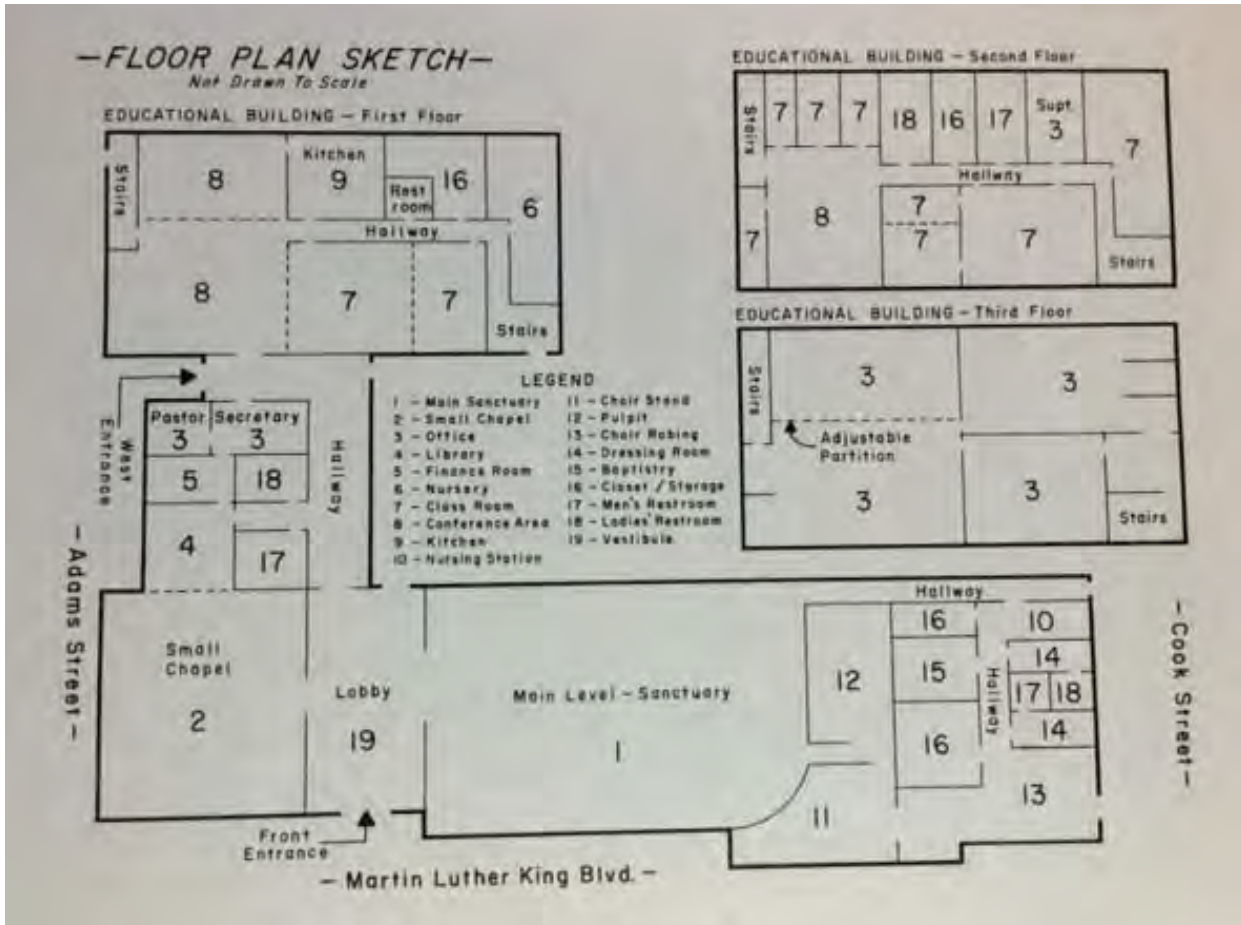 —FLOOR PLAN SKETCH—
Not Drawn To Scale
EDUCATIONAL BUILDING — First Floor
Stairs
8
Kitchen
9
Rest
room
16
6
Hallway
8
7
7
Stairs
EDUCATIONAL BUILDING — Second Floor
Stairs
7
7
7
18
16
17
Supt.
3
7
Hallway
7
8
7
7
7
Stairs
EDUCATIONAL BUILDING — Third Floor
Stairs
3
3
Adjustable
Partition
3
3
Stairs
West
Entrance
Pastor
3
Secretary
3
5
18
4
17
Hallway
LEGEND
1 — Main Sanctuary
2 — Small Chapel
3 — Office
4 — Library
5 — Finance Room
6 — Nursery
7 — Class Room
8 — Conference Area
9 — Kitchen
10 — Nursing Station
11 — Choir Stand
12 — Pulpit
13 — Choir Robing
14 — Dressing Room
15 — Baptistry
16 — Closet / Storage
17 — Men's Restroom
18 — Ladies' Restroom
19 — Vestibule
— Adams Street —
Small
Chapel
2
Lobby
19
Main Level — Sanctuary
1
Hallway
12
16
15
16
Hallway
10
14
17
18
14
13
11
— Cook Street —
Front
Entrance
— Martin Luther King Blvd. —